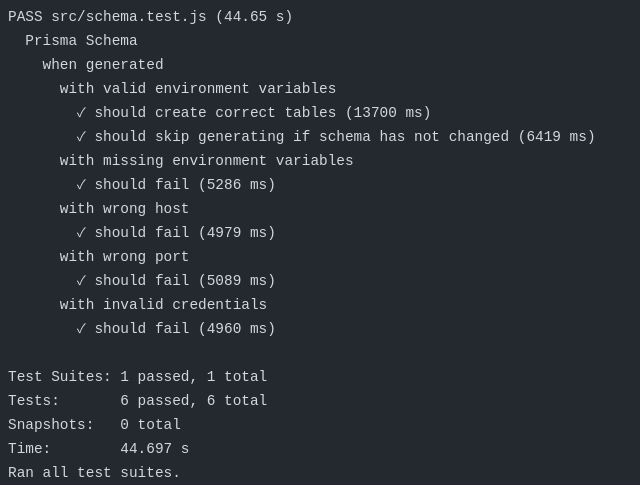 PASS src/schema.test.js (44.65 s)
  Prisma Schema
    when generated
      with valid environment variables
        ✓ should create correct tables (13700 ms)
        ✓ should skip generating if schema has not changed (6419 ms)
      with missing environment variables
        ✓ should fail (5286 ms)
      with wrong host
        ✓ should fail (4979 ms)
      with wrong port
        ✓ should fail (5089 ms)
      with invalid credentials
        ✓ should fail (4960 ms)

Test Suites: 1 passed, 1 total
Tests:       6 passed, 6 total
Snapshots:   0 total
Time:        44.697 s
Ran all test suites.